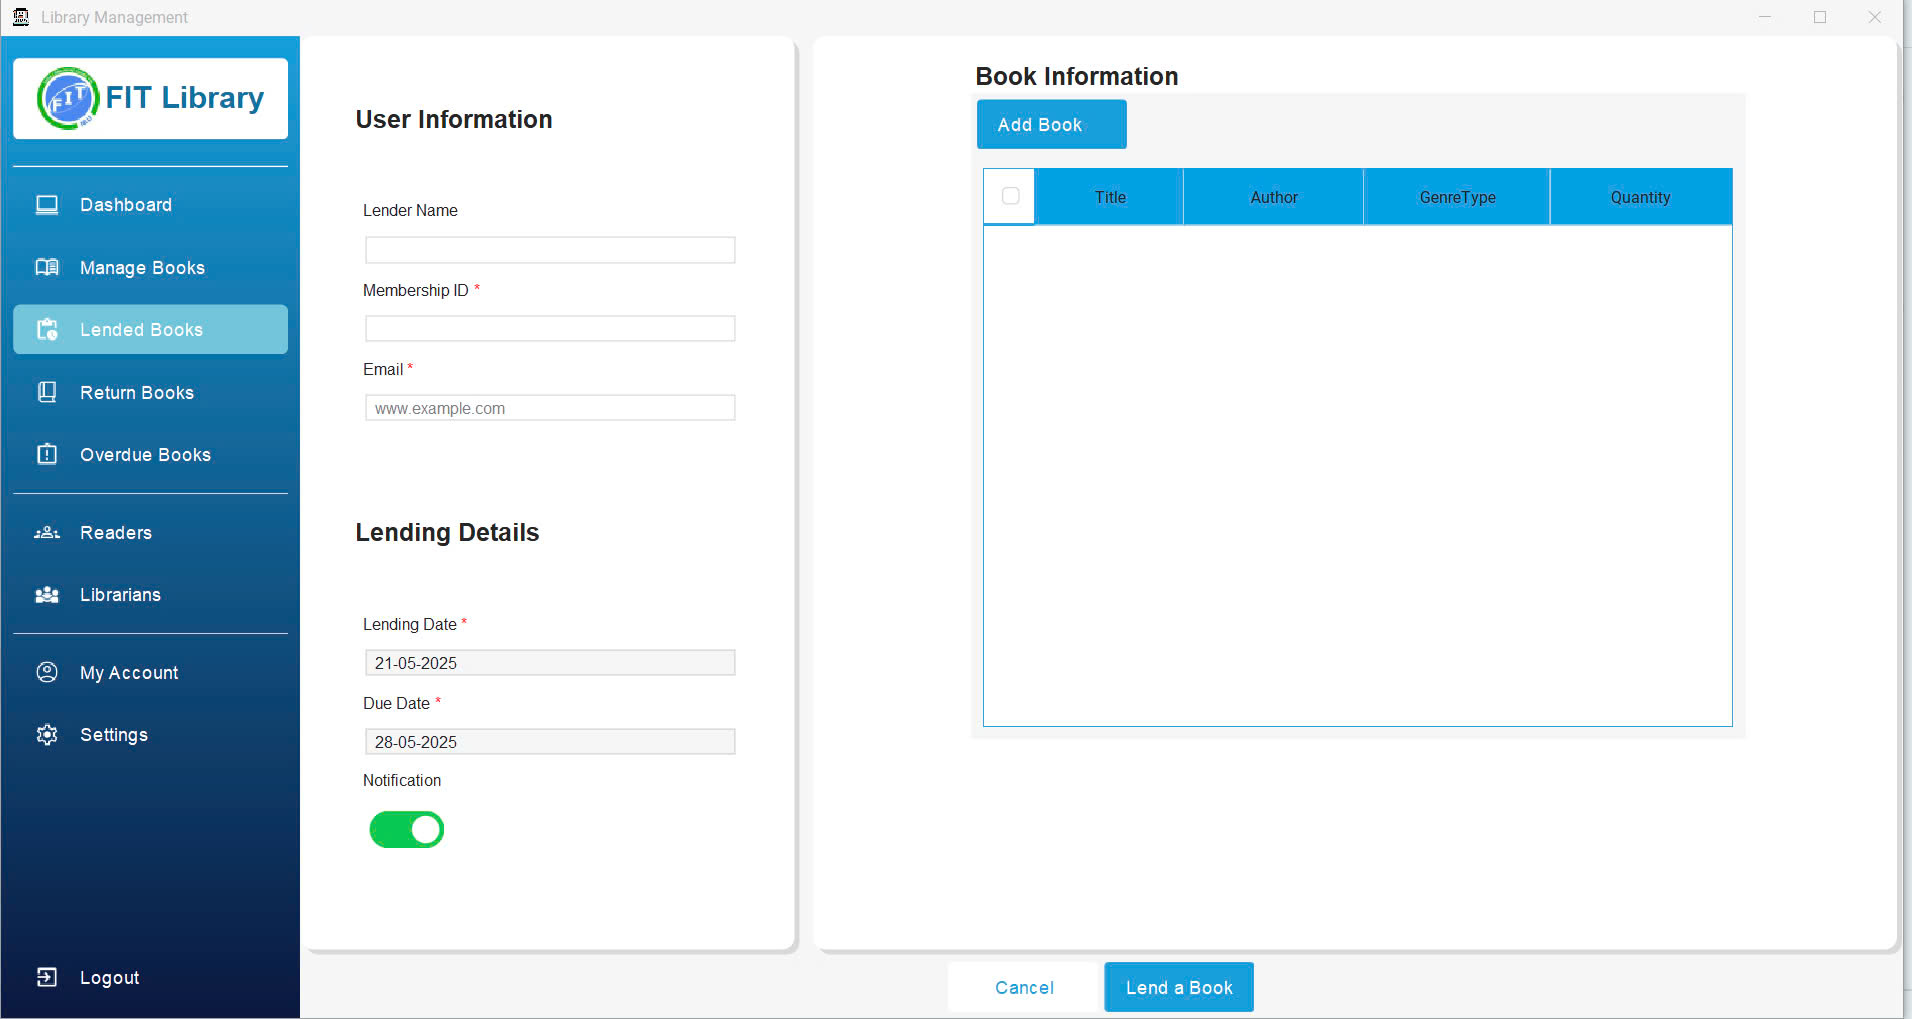 Library Management
FIT
FIT Library
Dashboard
Manage Books
Lended Books
Return Books
Overdue Books
Readers
Librarians
My Account
Settings
Logout
User Information
Lender Name
Membership ID *
Email *
www.example.com
Lending Details
Lending Date *
21-05-2025
Due Date *
28-05-2025
Notification
Book Information
Add Book
Title Author GenreType Quantity
Cancel
Lend a Book